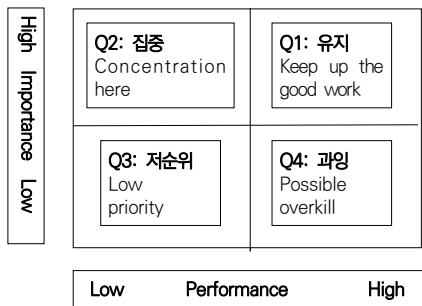 High Importance Low
Q2: 집중
Concentration
here
Q1: 유지
Keep up the
good work
Q3: 저순위
Low
priority
Q4: 과잉
Possible
overkill
Low Performance High